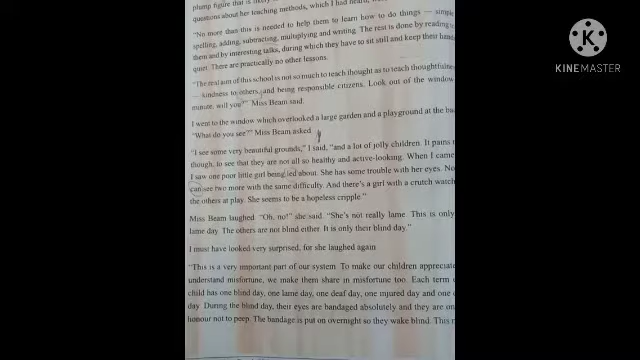 plump figure that is likely
questions about her teaching methods, which I had heard
"No more than this is needed to help them to learn how to do things — simple
spelling, adding, subtracting, multiplying and writing. The rest is done by reading
them and by interesting talks, during which they have to sit still and keep their hands
quiet. There are practically no other lessons.
"The real aim of this school is not so much to teach thought as to teach thoughtfulness
— kindness to others, and being responsible citizens. Look out of the window
minute, will you?" Miss Beam said.
I went to the window which overlooked a large garden and a playground at the ba
"What do you see?" Miss Beam asked
"I see some very beautiful grounds," I said, "and a lot of jolly children. It pains
though, to see that they are not all so healthy and active-looking. When I came
I saw one poor little girl being led about. She has some trouble with her eyes. No
can see two more with the same difficulty. And there's a girl with a crutch watch
the others at play. She seems to be a hopeless cripple."
Miss Beam laughed. "Oh, no!" she said. "She's not really lame. This is only
lame day. The others are not blind either. It is only their blind day."
I must have looked very surprised, for she laughed again
"This is a very important part of our system. To make our children appreciate
understand misfortune, we make them share in misfortune too. Each term
child has one blind day, one lame day, one deaf day, one injured day and one
day. During the blind day, their eyes are bandaged absolutely and they are on
honour not to peep. The bandage is put on overnight so they wake blind. This
KINEMASTER